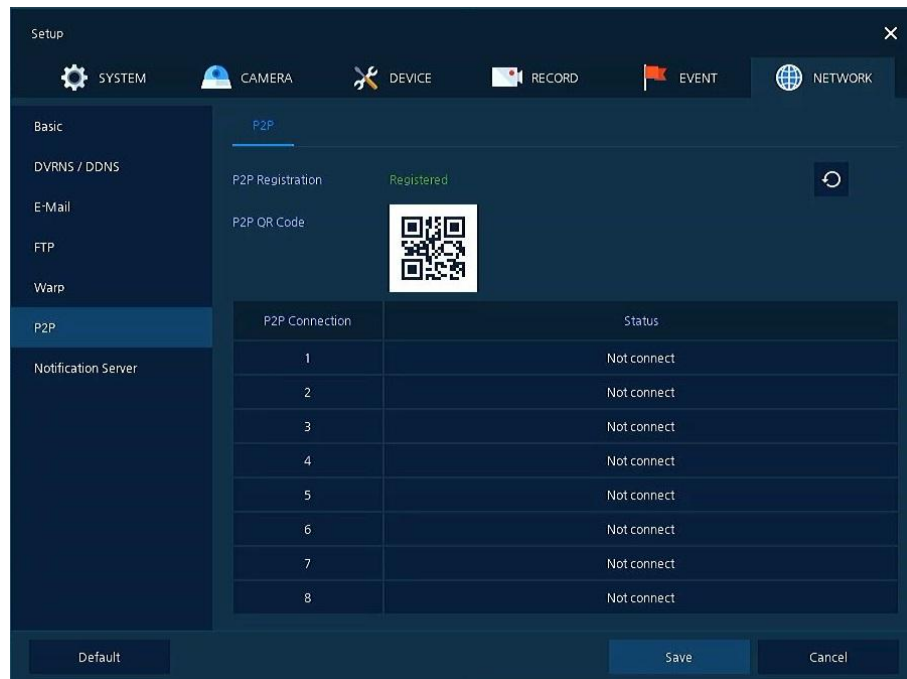 Setup
SYSTEM CAMERA DEVICE RECORD EVENT NETWORK
Basic
DVRNS / DDNS
E-Mail
FTP
Warp
P2P
Notification Server
P2P
P2P Registration Registered
P2P QR Code
P2P Connection Status
1 Not connect
2 Not connect
3 Not connect
4 Not connect
5 Not connect
6 Not connect
7 Not connect
8 Not connect
Default Save Cancel